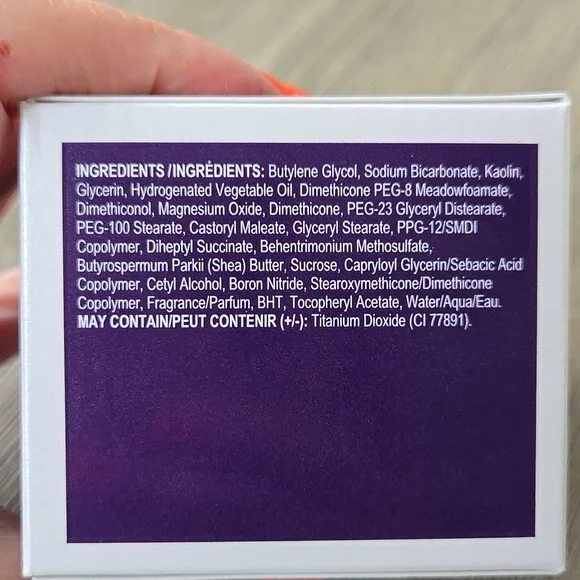 INGREDIENTS / INGRÉDIENTS: Butylene Glycol, Sodium Bicarbonate, Kaolin,
Glycerin, Hydrogenated Vegetable Oil, Dimethicone PEG-8 Meadowfoamate,
Dimethiconol, Magnesium Oxide, Dimethicone, PEG-23 Glyceryl Distearate,
PEG-100 Stearate, Castoryl Maleate, Glyceryl Stearate, PPG-12/SMDI
Copolymer, Diheptyl Succinate, Behentrimonium Methosulfate,
Butyrospermum Parkii (Shea) Butter, Sucrose, Capryloyl Glycerin/Sebacic Acid
Copolymer, Cetyl Alcohol, Boron Nitride, Stearoxymethicone/Dimethicone
Copolymer, Fragrance/Parfum, BHT, Tocopheryl Acetate, Water/Aqua/Eau.
MAY CONTAIN/PEUT CONTENIR (+/-): Titanium Dioxide (CI 77891).